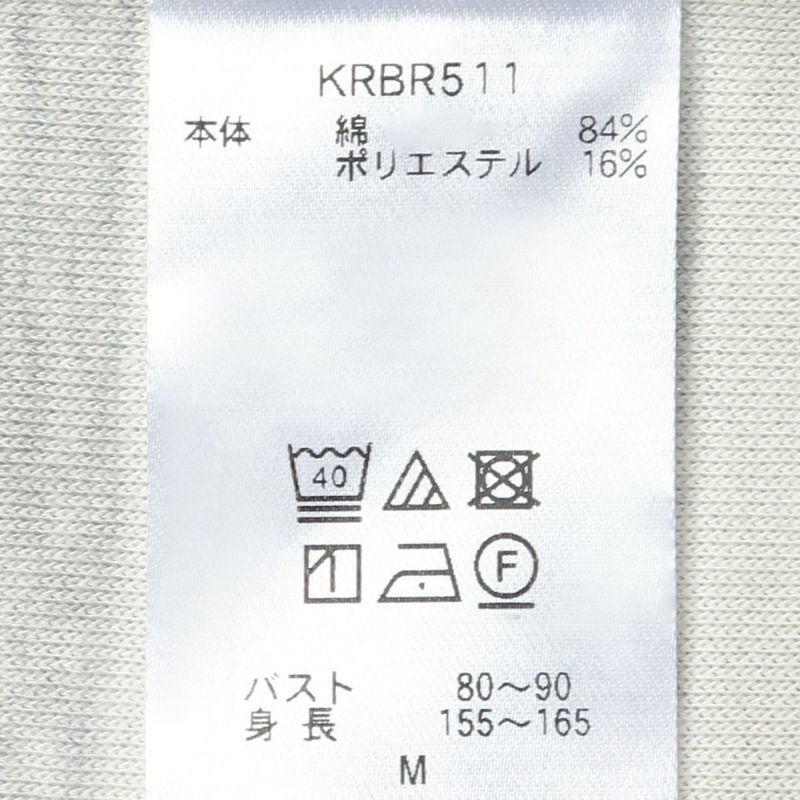 KRBR511
本体 綿 84%
ポリエステル 16%
40
F
バスト 80〜90
身長 155〜165
M